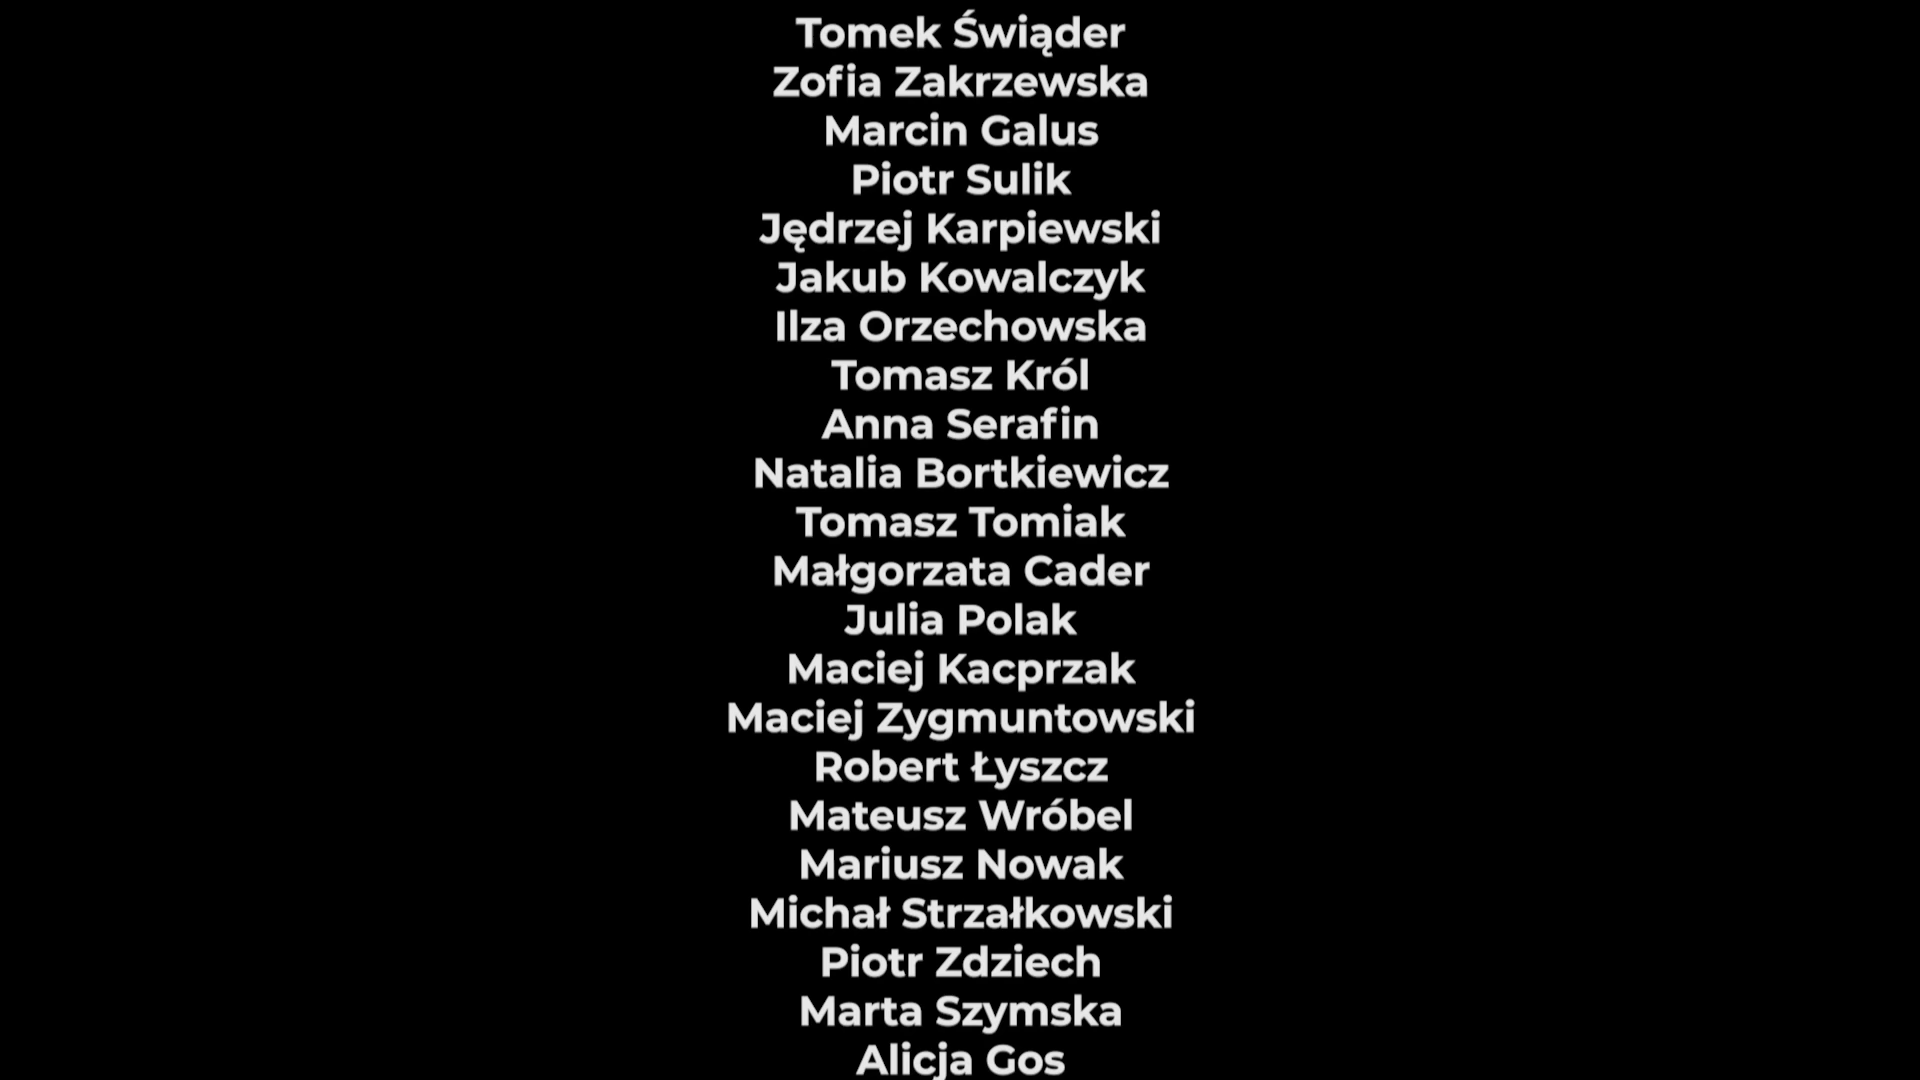 Tomek Świąder
Zofia Zakrzewska
Marcin Galus
Piotr Sulik
Jędrzej Karpiewski
Jakub Kowalczyk
Ilza Orzechowska
Tomasz Król
Anna Serafin
Natalia Bortkiewicz
Tomasz Tomiak
Małgorzata Cader
Julia Polak
Maciej Kacprzak
Maciej Zygmuntowski
Robert Łyszcz
Mateusz Wróbel
Mariusz Nowak
Michał Strzałkowski
Piotr Zdziech
Marta Szymska
Alicja Gos